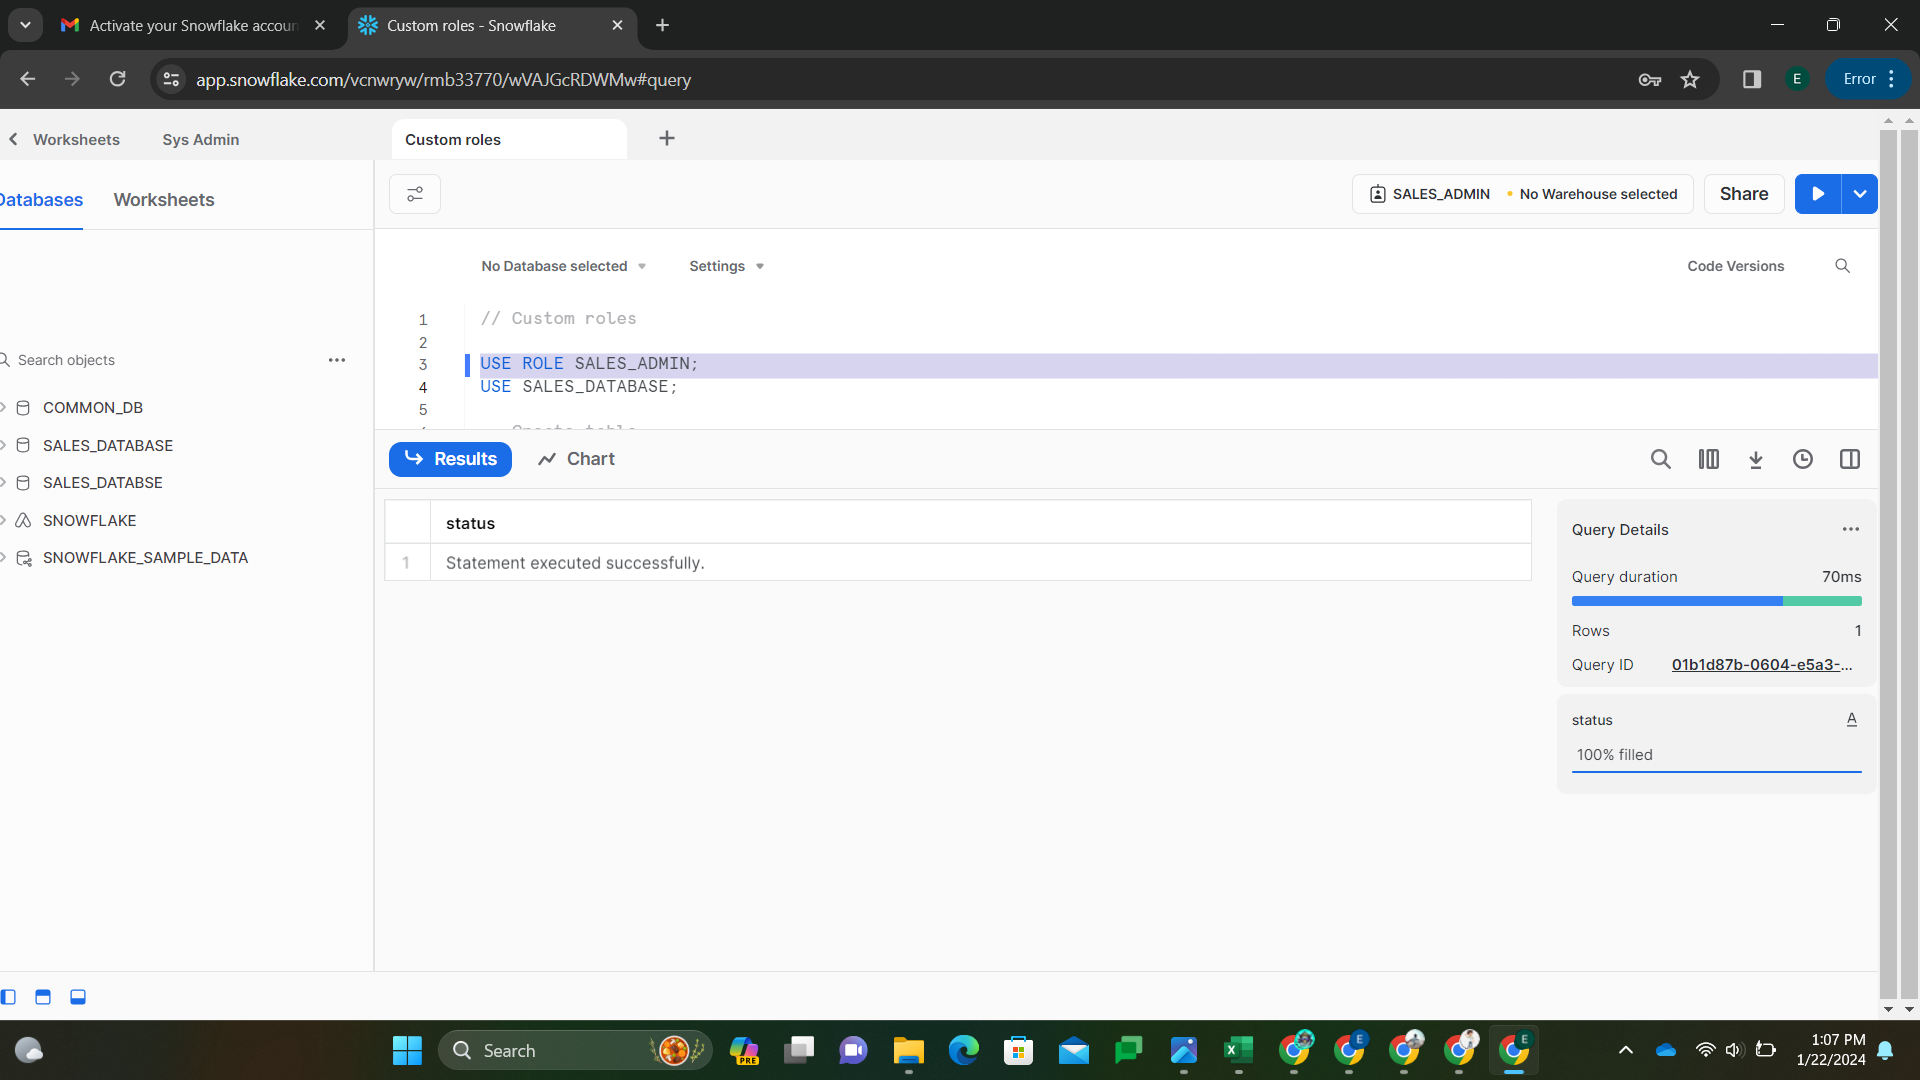 Activate your Snowflake accoun
Custom roles - Snowflake
app.snowflake.com/vcnwryw/rmb33770/wVAJGcRDWMw#query
E
Error
Worksheets
Sys Admin
Custom roles
Databases
Worksheets
SALES_ADMIN
No Warehouse selected
Share
No Database selected
Settings
Code Versions
1 // Custom roles
2
3 USE ROLE SALES_ADMIN;
4 USE SALES_DATABASE;
5
Search objects
COMMON_DB
SALES_DATABASE
SALES_DATABSE
SNOWFLAKE
SNOWFLAKE_SAMPLE_DATA
Results
Chart
status
1 Statement executed successfully.
Query Details
Query duration 70ms
Rows 1
Query ID 01b1d87b-0604-e5a3-...
status A
100% filled
Search
PRE
E
E
1:07 PM
1/22/2024